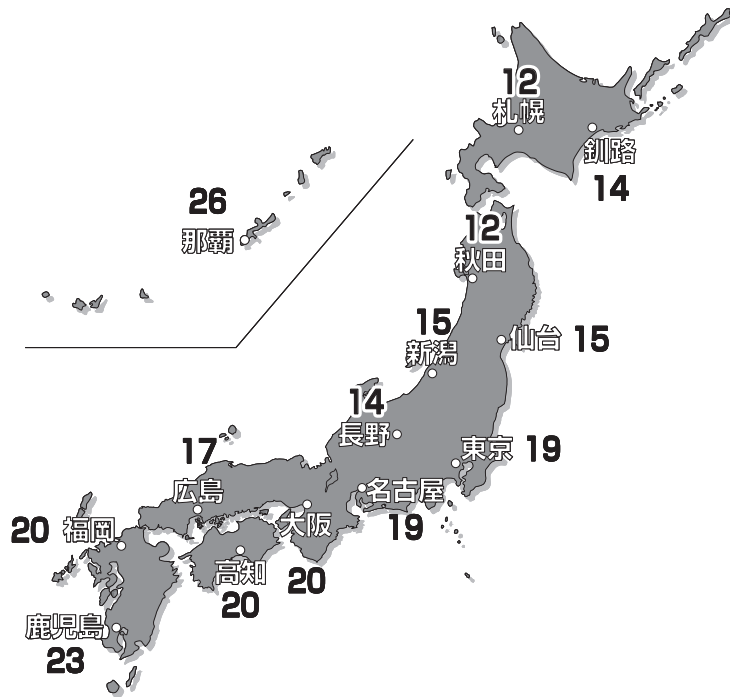 12
札幌
釧路
14
26
那覇
12
秋田
15
新潟
仙台 15
14
長野
東京 19
17
広島
名古屋
19
大阪
20
20 福岡
高知
20
鹿児島
23